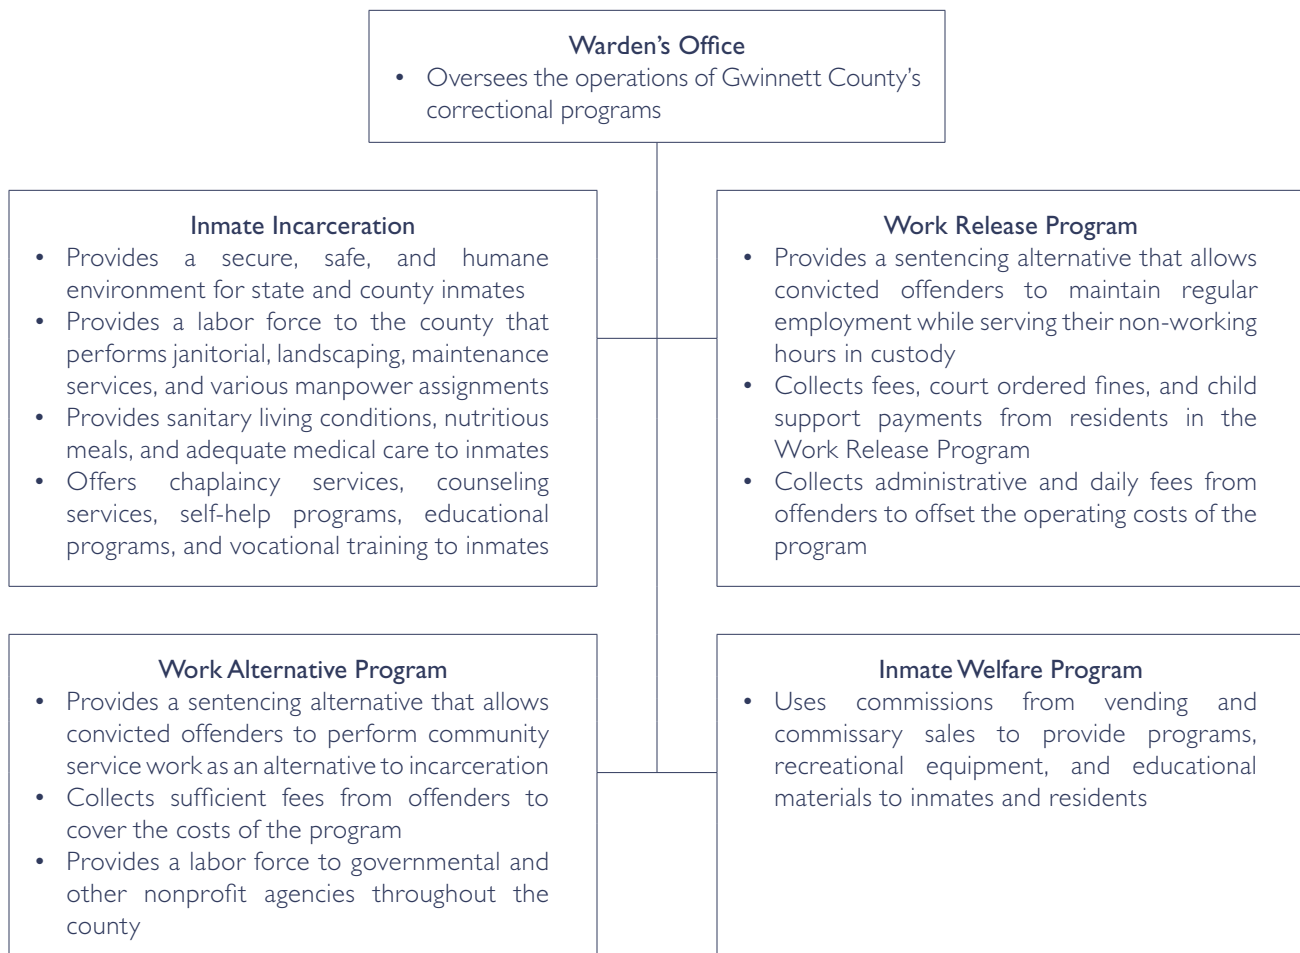 Warden's Office
• Oversees the operations of Gwinnett County's
correctional programs
Inmate Incarceration
• Provides a secure, safe, and humane
environment for state and county inmates
• Provides a labor force to the county that
performs janitorial, landscaping, maintenance
services, and various manpower assignments
• Provides sanitary living conditions, nutritious
meals, and adequate medical care to inmates
• Offers chaplaincy services, counseling
services, self-help programs, educational
programs, and vocational training to inmates
Work Release Program
• Provides a sentencing alternative that allows
convicted offenders to maintain regular
employment while serving their non-working
hours in custody
• Collects fees, court ordered fines, and child
support payments from residents in the
Work Release Program
• Collects administrative and daily fees from
offenders to offset the operating costs of the
program
Work Alternative Program
• Provides a sentencing alternative that allows
convicted offenders to perform community
service work as an alternative to incarceration
• Collects sufficient fees from offenders to
cover the costs of the program
• Provides a labor force to governmental and
other nonprofit agencies throughout the
county
Inmate Welfare Program
• Uses commissions from vending and
commissary sales to provide programs,
recreational equipment, and educational
materials to inmates and residents